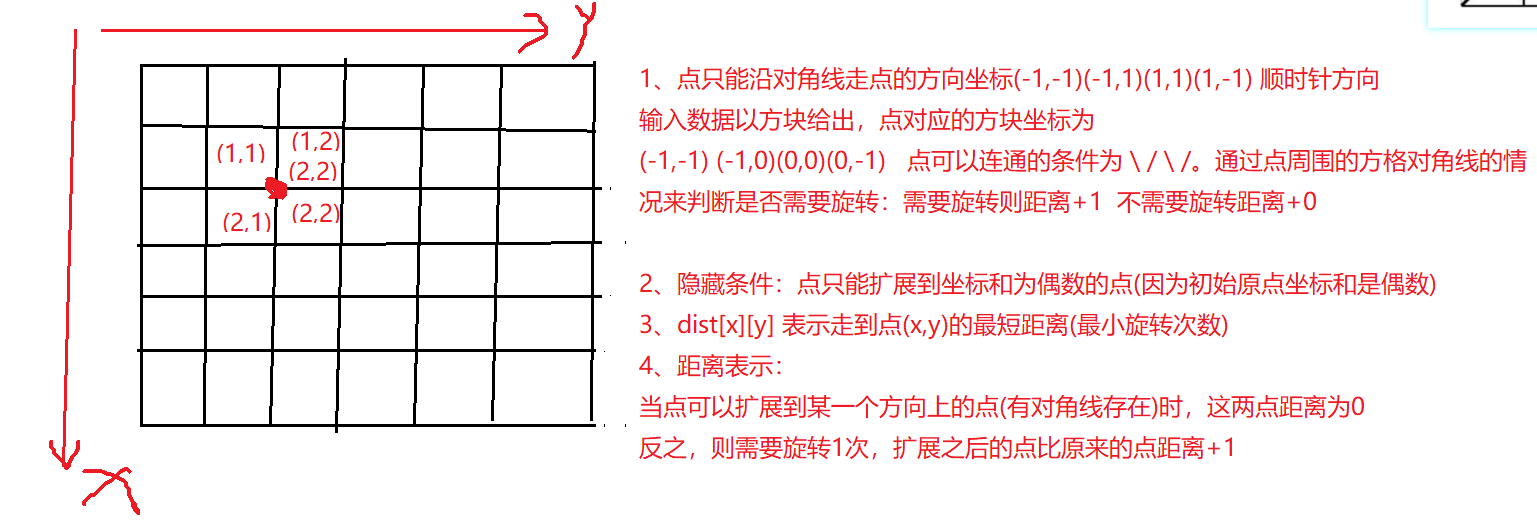 y
(1,1)
(1,2)
(2,2)
(2,1)
(2,2)
x
1、点只能沿对角线走点的方向坐标(-1,-1)(-1,1)(1,1)(1,-1) 顺时针方向
输入数据以方块给出，点对应的方块坐标为
(-1,-1) (-1,0)(0,0)(0,-1) 点可以连通的条件为 \ / \ /。通过点周围的方格对角线的情
况来判断是否需要旋转：需要旋转则距离+1 不需要旋转距离+0
2、隐藏条件：点只能扩展到坐标和为偶数的点(因为初始原点坐标和是偶数)
3、dist[x][y] 表示走到点(x,y)的最短距离(最小旋转次数)
4、距离表示：
当点可以扩展到某一个方向上的点(有对角线存在)时，这两点距离为0
反之，则需要旋转1次，扩展之后的点比原来的点距离+1